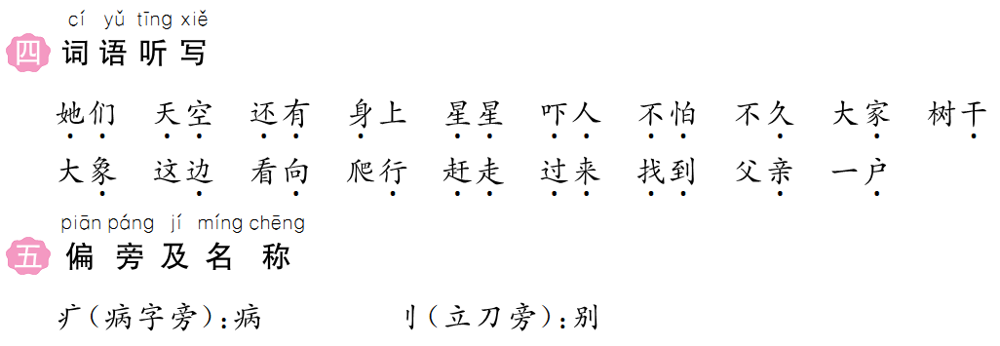 cí yǔ tīng xiě
四 词语听写
她们 天空 还有 身上 星星 吓人 不怕 不久 大家 树干
大象 这边 看向 爬行 赶走 过来 找到 父亲 一户
piān páng jí míng chēng
五 偏旁及名称
疒(病字旁):病 刂(立刀旁):别